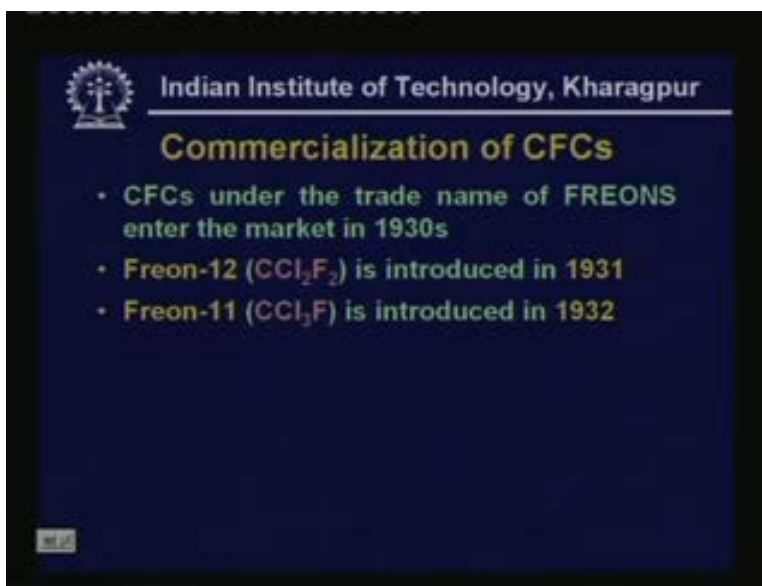 Indian Institute of Technology, Kharagpur
Commercialization of CFCs
• CFCs under the trade name of FREONS
enter the market in 1930s
• Freon-12 (CCl₂F₂) is introduced in 1931
• Freon-11 (CCl₃F) is introduced in 1932